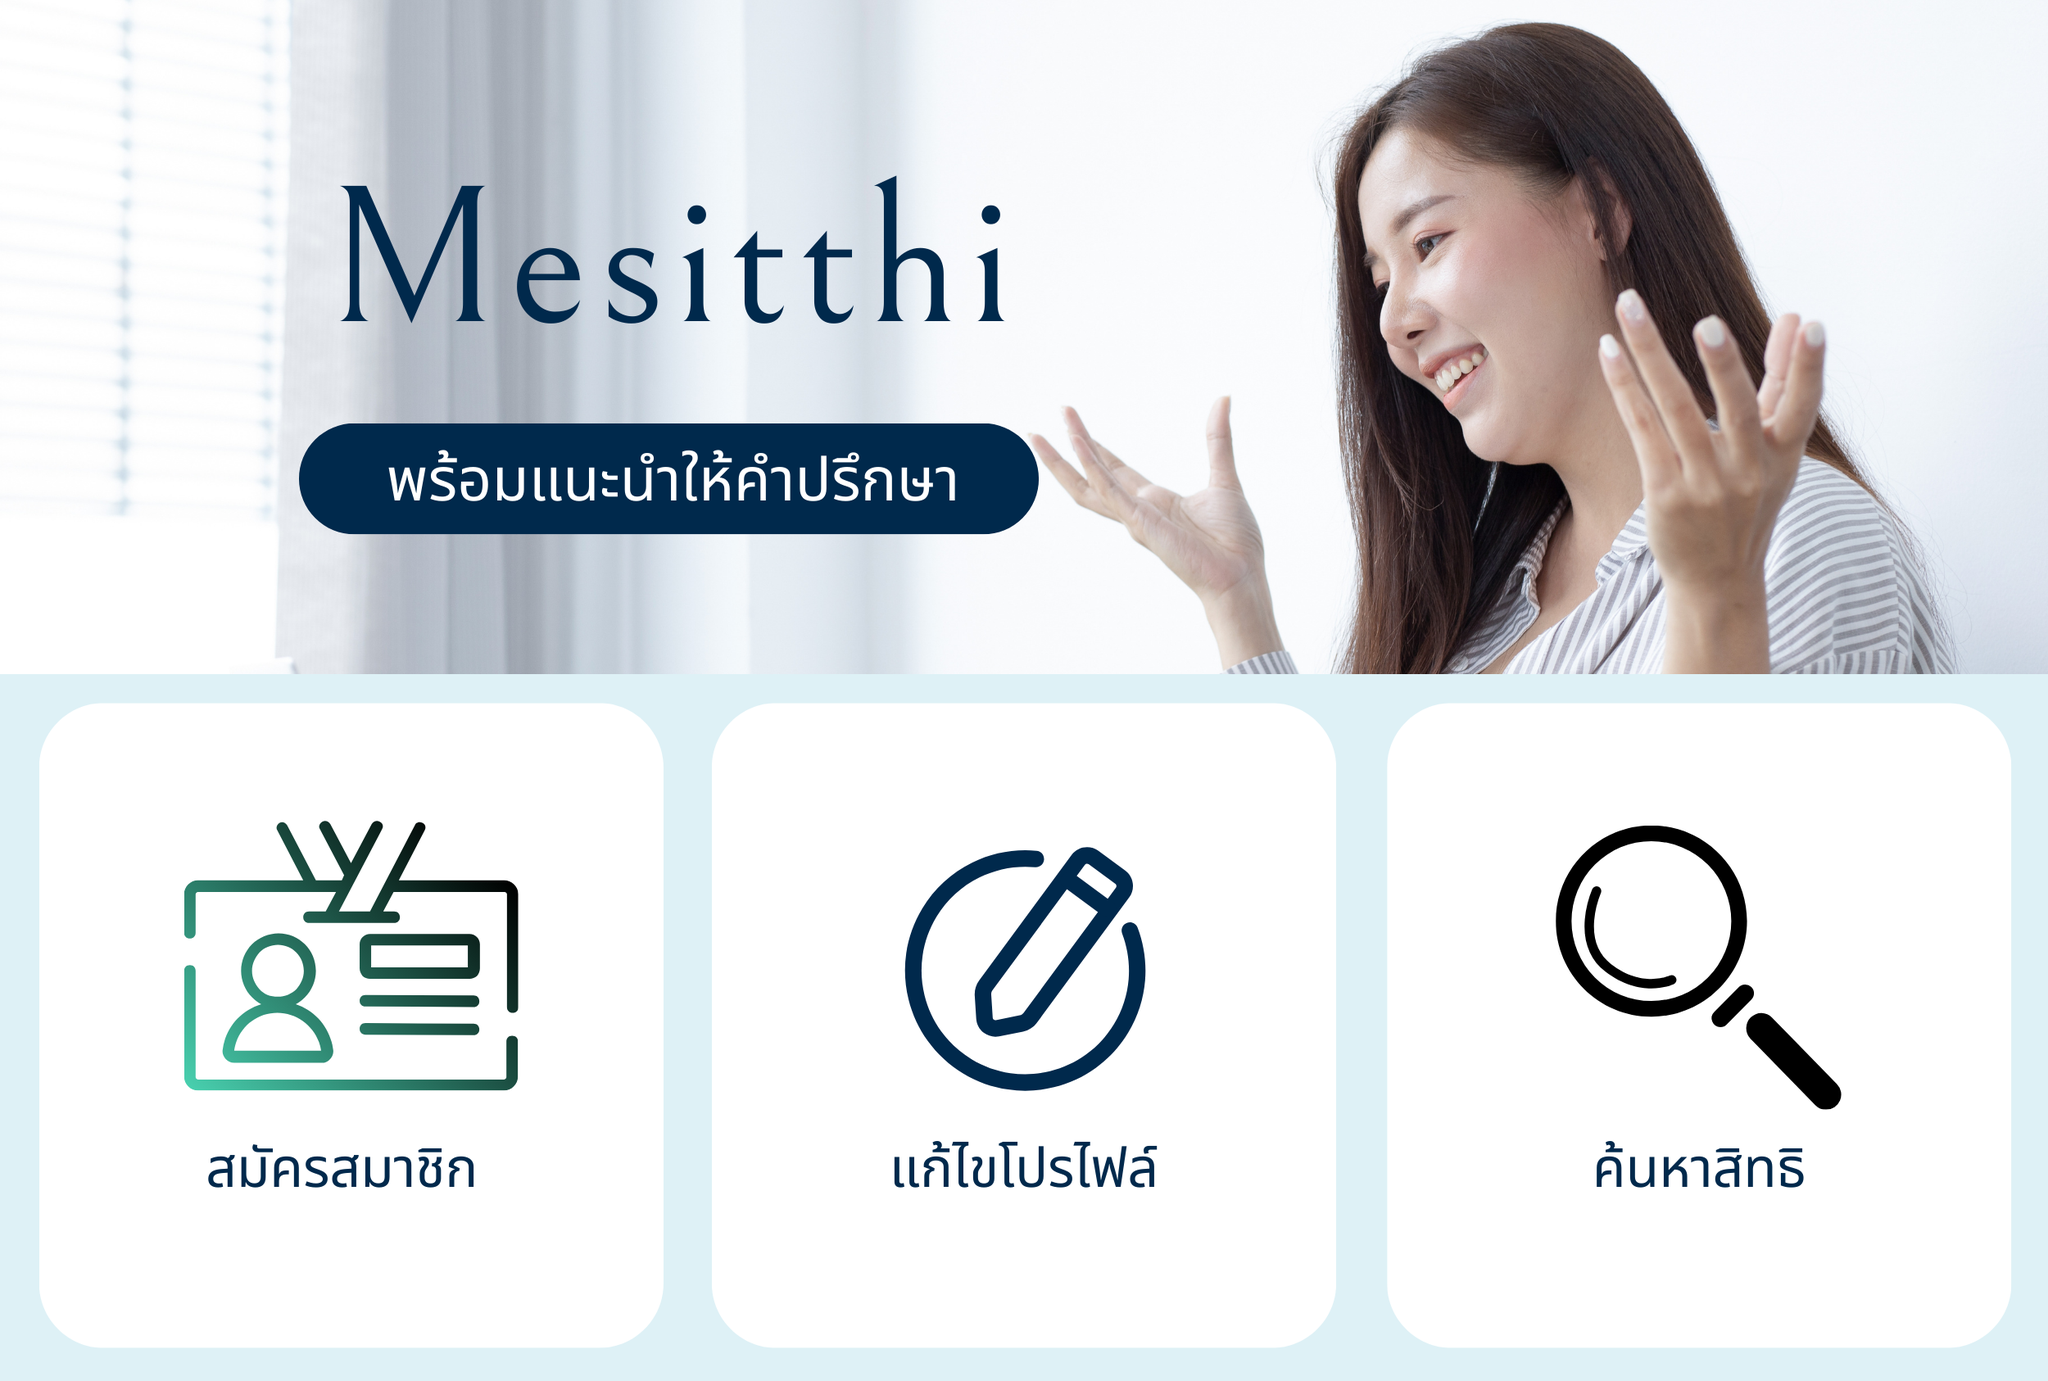 Mesitthi
พร้อมแนะนำให้คำปรึกษา
สมัครสมาชิก
แก้ไขโปรไฟล์
ค้นหาสิทธิ